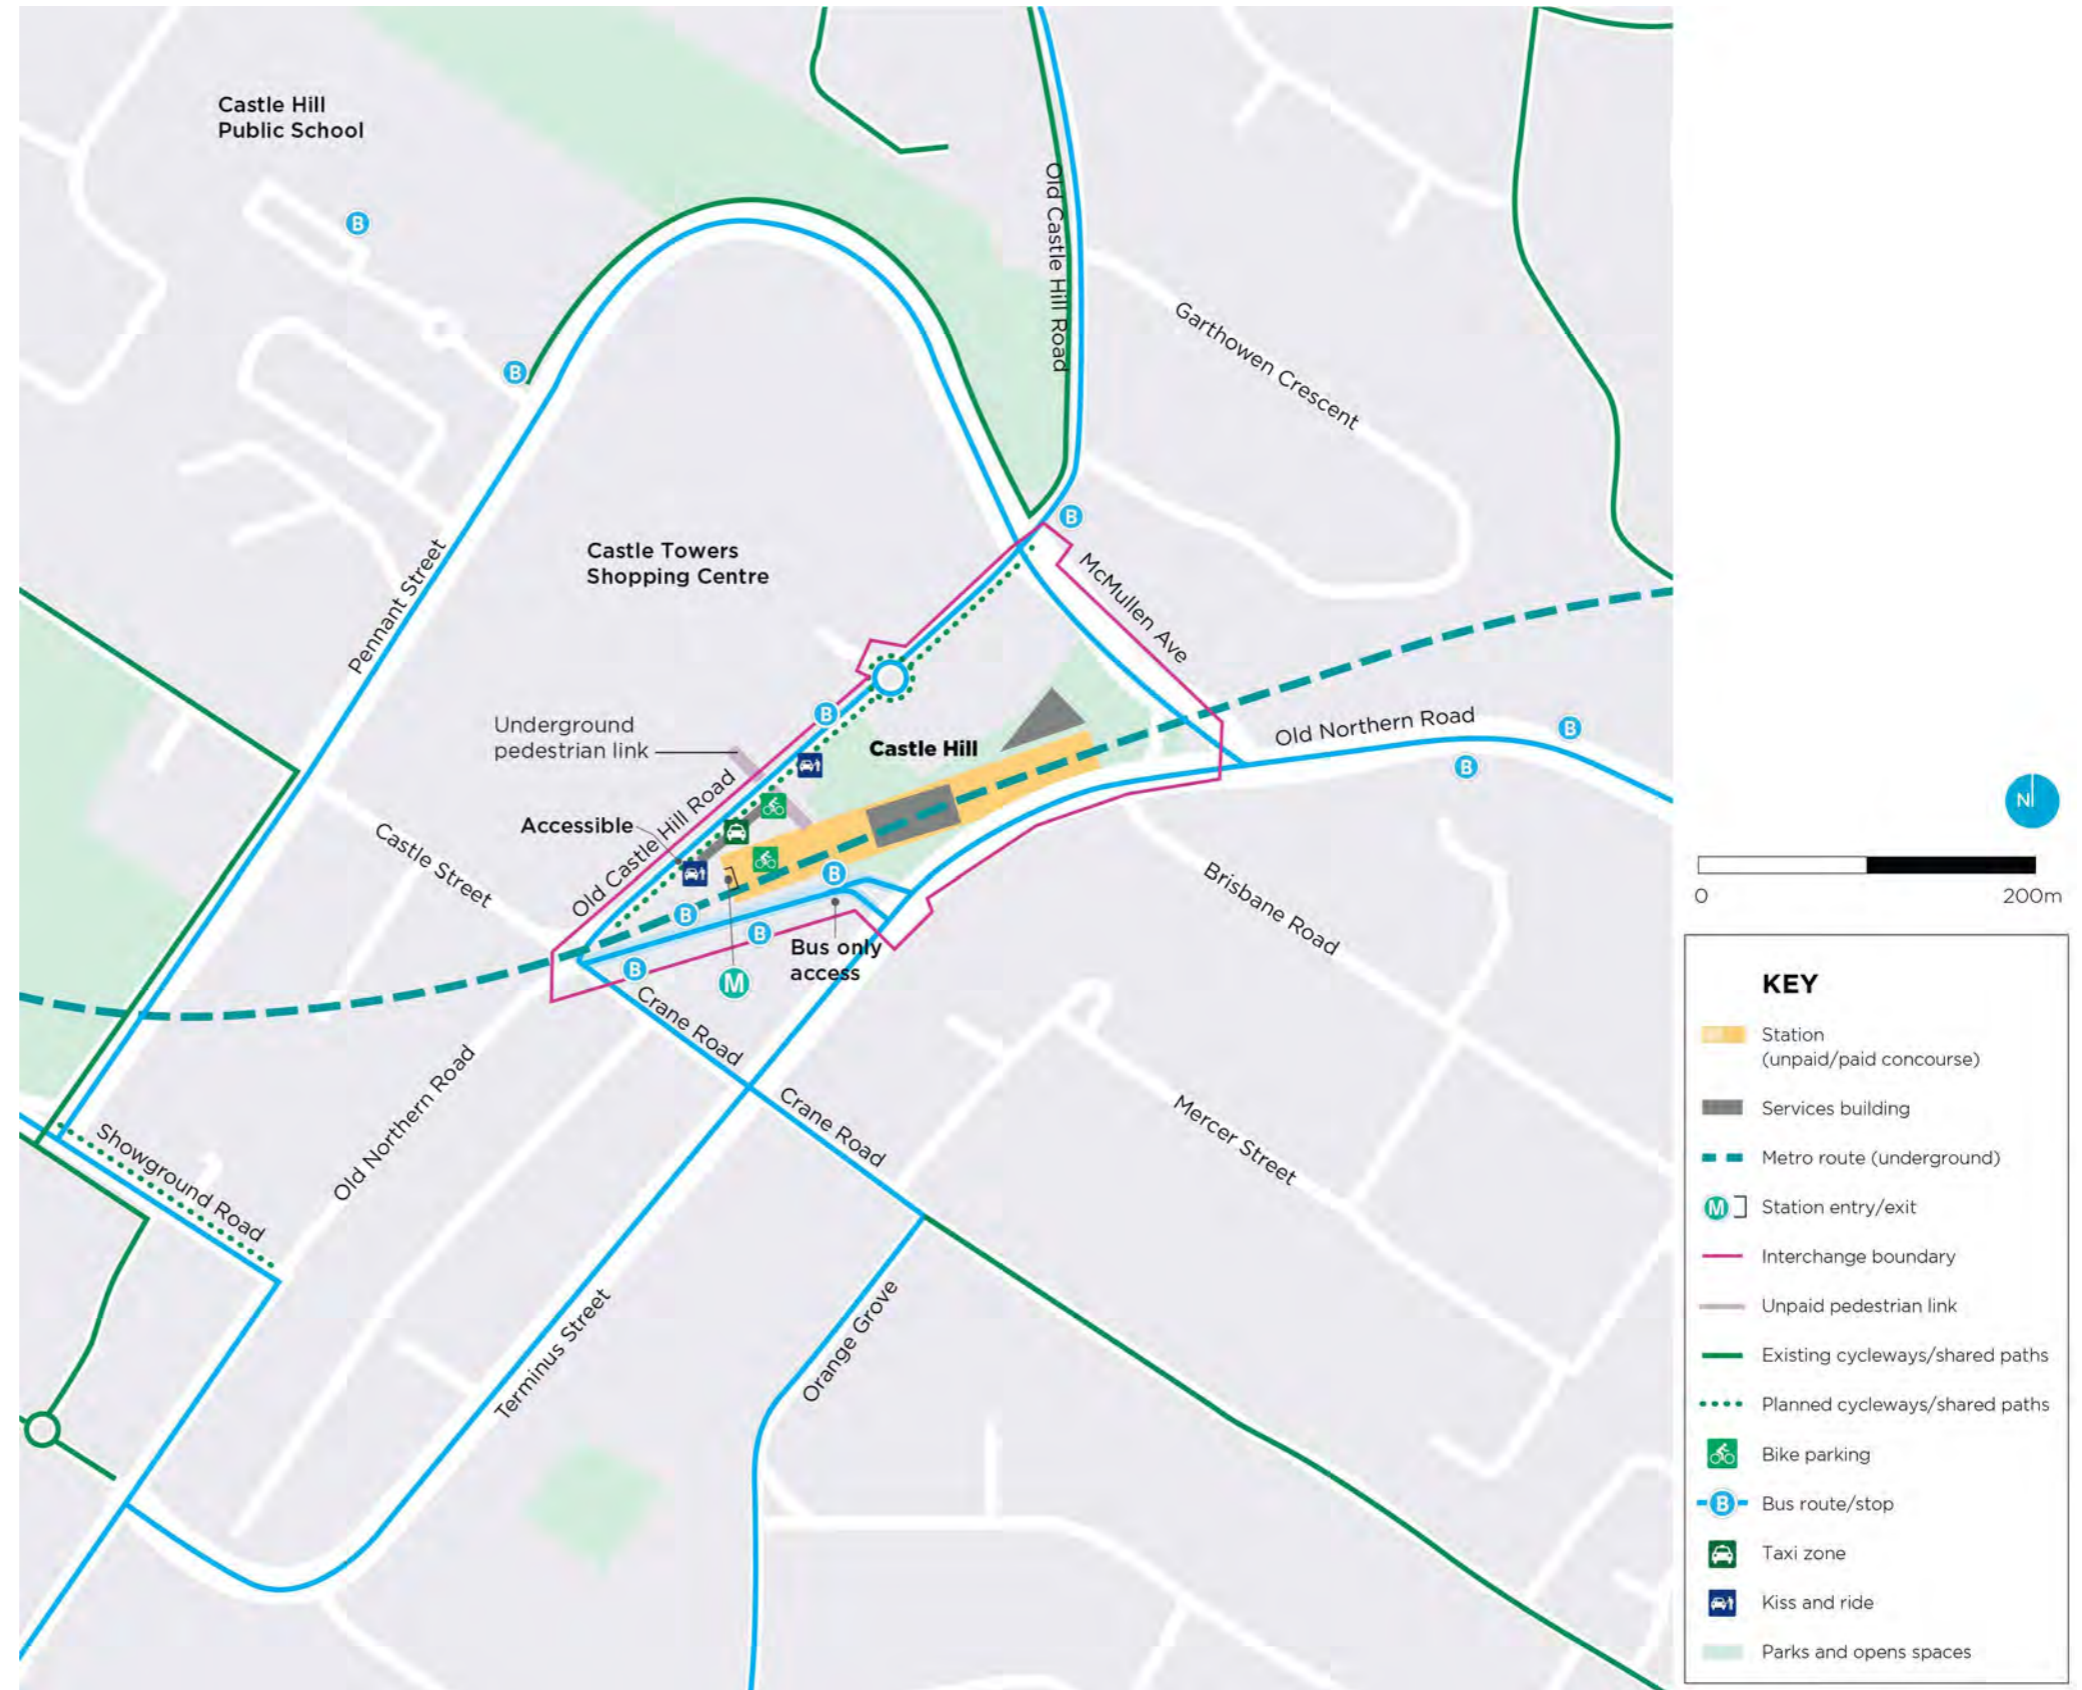 Castle Hill
Public School
B
B
Old Castle Hill Road
Garthowen Crescent
B
Pennant Street
Castle Towers
Shopping Centre
McMullen Ave
Underground
pedestrian link
B
Castle Hill
Old Northern Road
B
B
Accessible
Old Castle Hill Road
Castle Street
B
B
B
B
Bus only
access
M
Brisbane Road
Crane Road
Crane Road
Old Northern Road
Mercer Street
Showground Road
Terminus Street
Orange Grove
N
0
200m
KEY
Station
(unpaid/paid concourse)
Services building
Metro route (underground)
M
Station entry/exit
Interchange boundary
Unpaid pedestrian link
Existing cycleways/shared paths
Planned cycleways/shared paths
Bike parking
B
Bus route/stop
Taxi zone
Kiss and ride
Parks and opens spaces